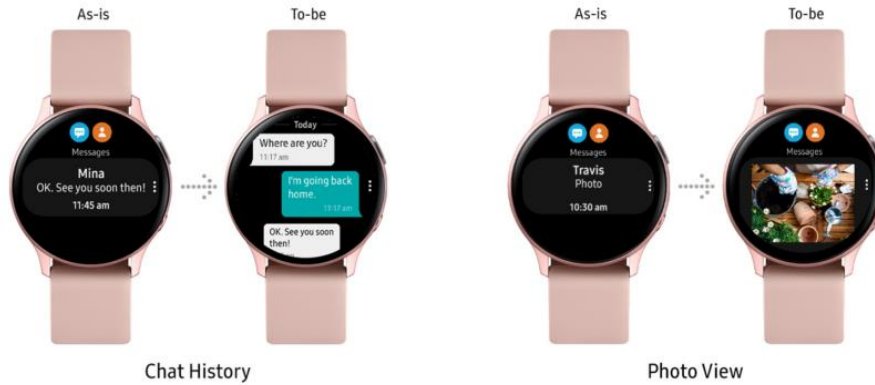 As-is
To-be
Messages
Mina
OK. See you soon then!
11:45 am
Today
Where are you?
11:17 am
I'm going back
home.
11:17 am
OK. See you soon
then!
Chat History
As-is
To-be
Messages
Travis
Photo
10:30 am
Messages
Photo View